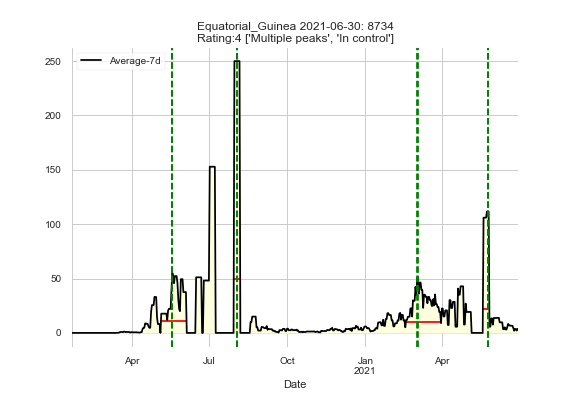 Equatorial_Guinea 2021-06-30: 8734
Rating:4 ['Multiple peaks', 'In control']
Average-7d
250
200
150
100
50
0
Apr
Jul
Oct
Jan
2021
Apr
Date